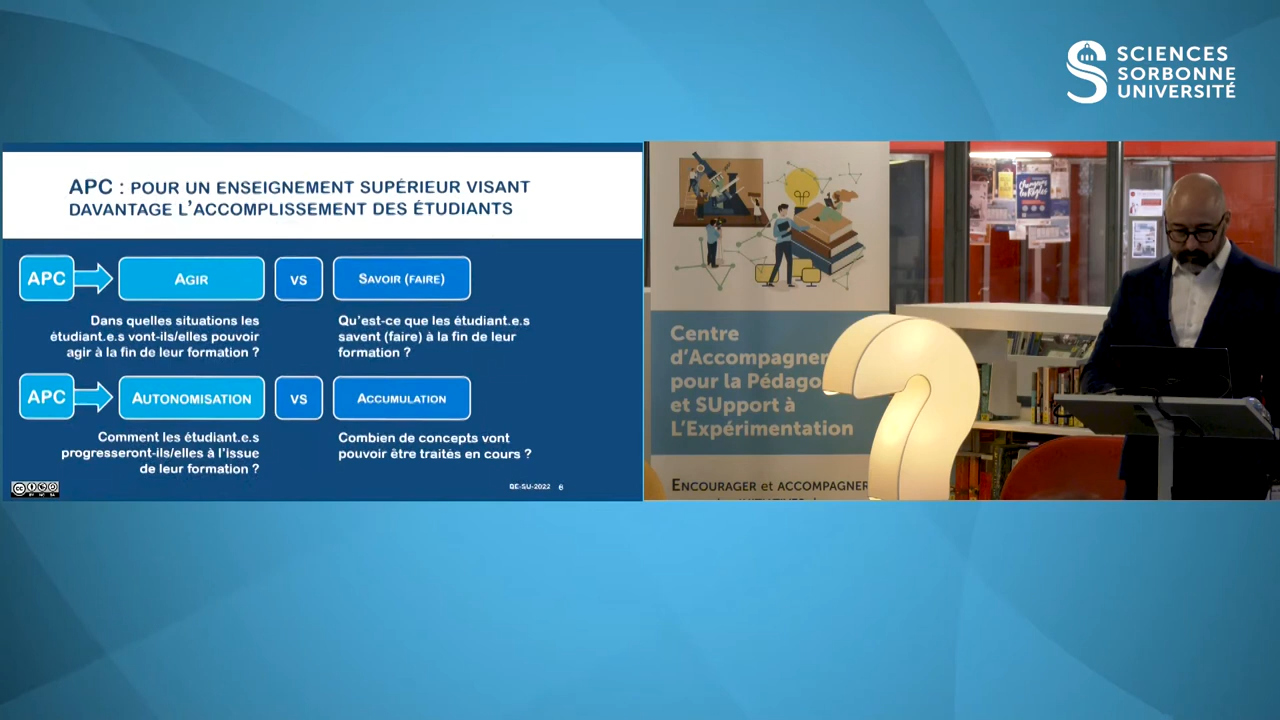 SCIENCES
SORBONNE
UNIVERSITÉ
APC : POUR UN ENSEIGNEMENT SUPÉRIEUR VISANT
DAVANTAGE L'ACCOMPLISSEMENT DES ÉTUDIANTS
APC
AGIR
VS
SAVOIR (FAIRE)
Dans quelles situations les
étudiant.e.s vont-ils/elles pouvoir
agir à la fin de leur formation ?
Qu'est-ce que les étudiant.e.s
savent (faire) à la fin de leur
formation ?
APC
AUTONOMISATION
VS
ACCUMULATION
Comment les étudiant.e.s
progresseront-ils/elles à l'issue
de leur formation ?
Combien de concepts vont
pouvoir être traités en cours ?
QE-SU-2022 6
Centre
d'Accompagnem
pour la Pédago
et SUpport à
L'Expérimentation
ENCOURAGER et ACCOMPAGNER